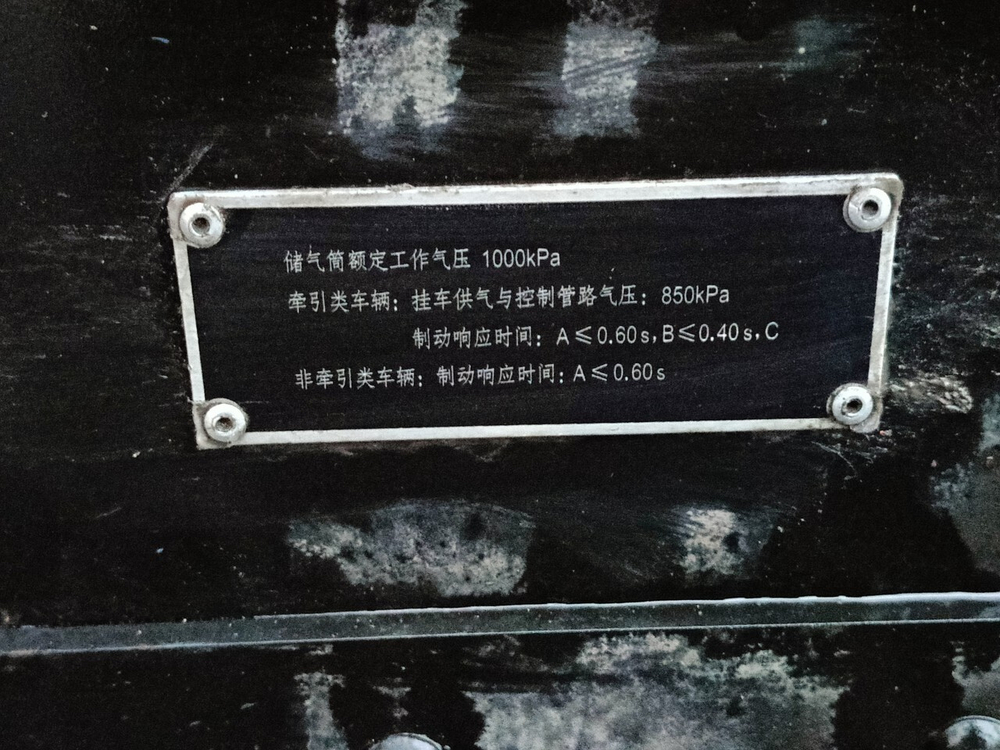 储气筒额定工作气压 1000kPa
牵引类车辆：挂车供气与控制管路气压：850kPa
制动响应时间：A≤0.60s，B≤0.40s，C
非牵引类车辆：制动响应时间：A≤0.60s